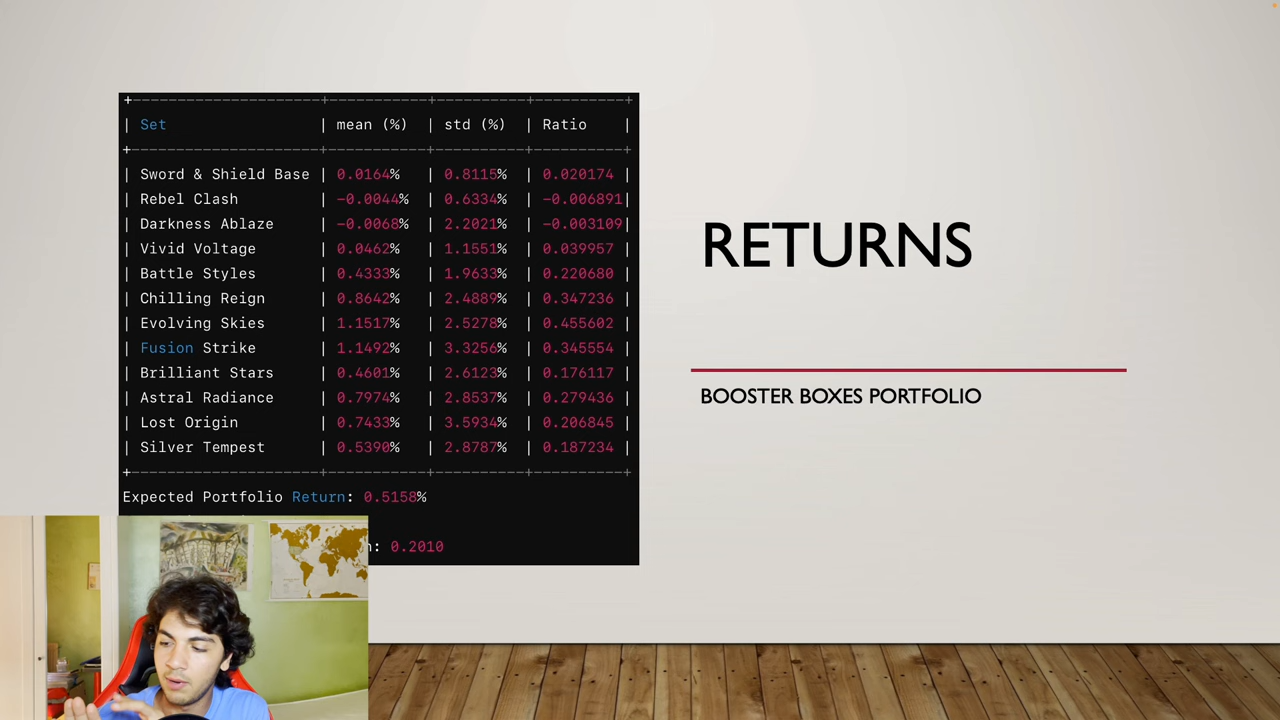 | Set | mean (%) | std (%) | Ratio |
| Sword & Shield Base | 0.0164% | 0.8115% | 0.020174 |
| Rebel Clash | -0.0044% | 0.6334% | -0.006891|
| Darkness Ablaze | -0.0068% | 2.2021% | -0.003109|
| Vivid Voltage | 0.0462% | 1.1551% | 0.039957 |
| Battle Styles | 0.4333% | 1.9633% | 0.220680 |
| Chilling Reign | 0.8642% | 2.4889% | 0.347236 |
| Evolving Skies | 1.1517% | 2.5278% | 0.455602 |
| Fusion Strike | 1.1492% | 3.3256% | 0.345554 |
| Brilliant Stars | 0.4601% | 2.6123% | 0.176117 |
| Astral Radiance | 0.7974% | 2.8537% | 0.279436 |
| Lost Origin | 0.7433% | 3.5934% | 0.206845 |
| Silver Tempest | 0.5390% | 2.8787% | 0.187234 |
Expected Portfolio Return: 0.5158%
: 0.2010
RETURNS
BOOSTER BOXES PORTFOLIO